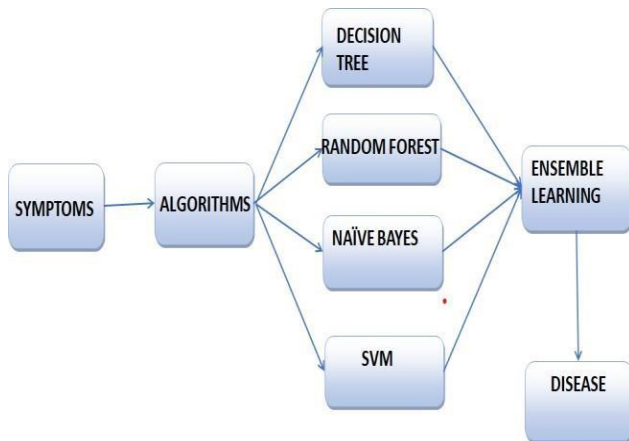 DECISION
TREE
RANDOM FOREST
SYMPTOMS
ALGORITHMS
NAÏVE BAYES
SVM
ENSEMBLE
LEARNING
DISEASE